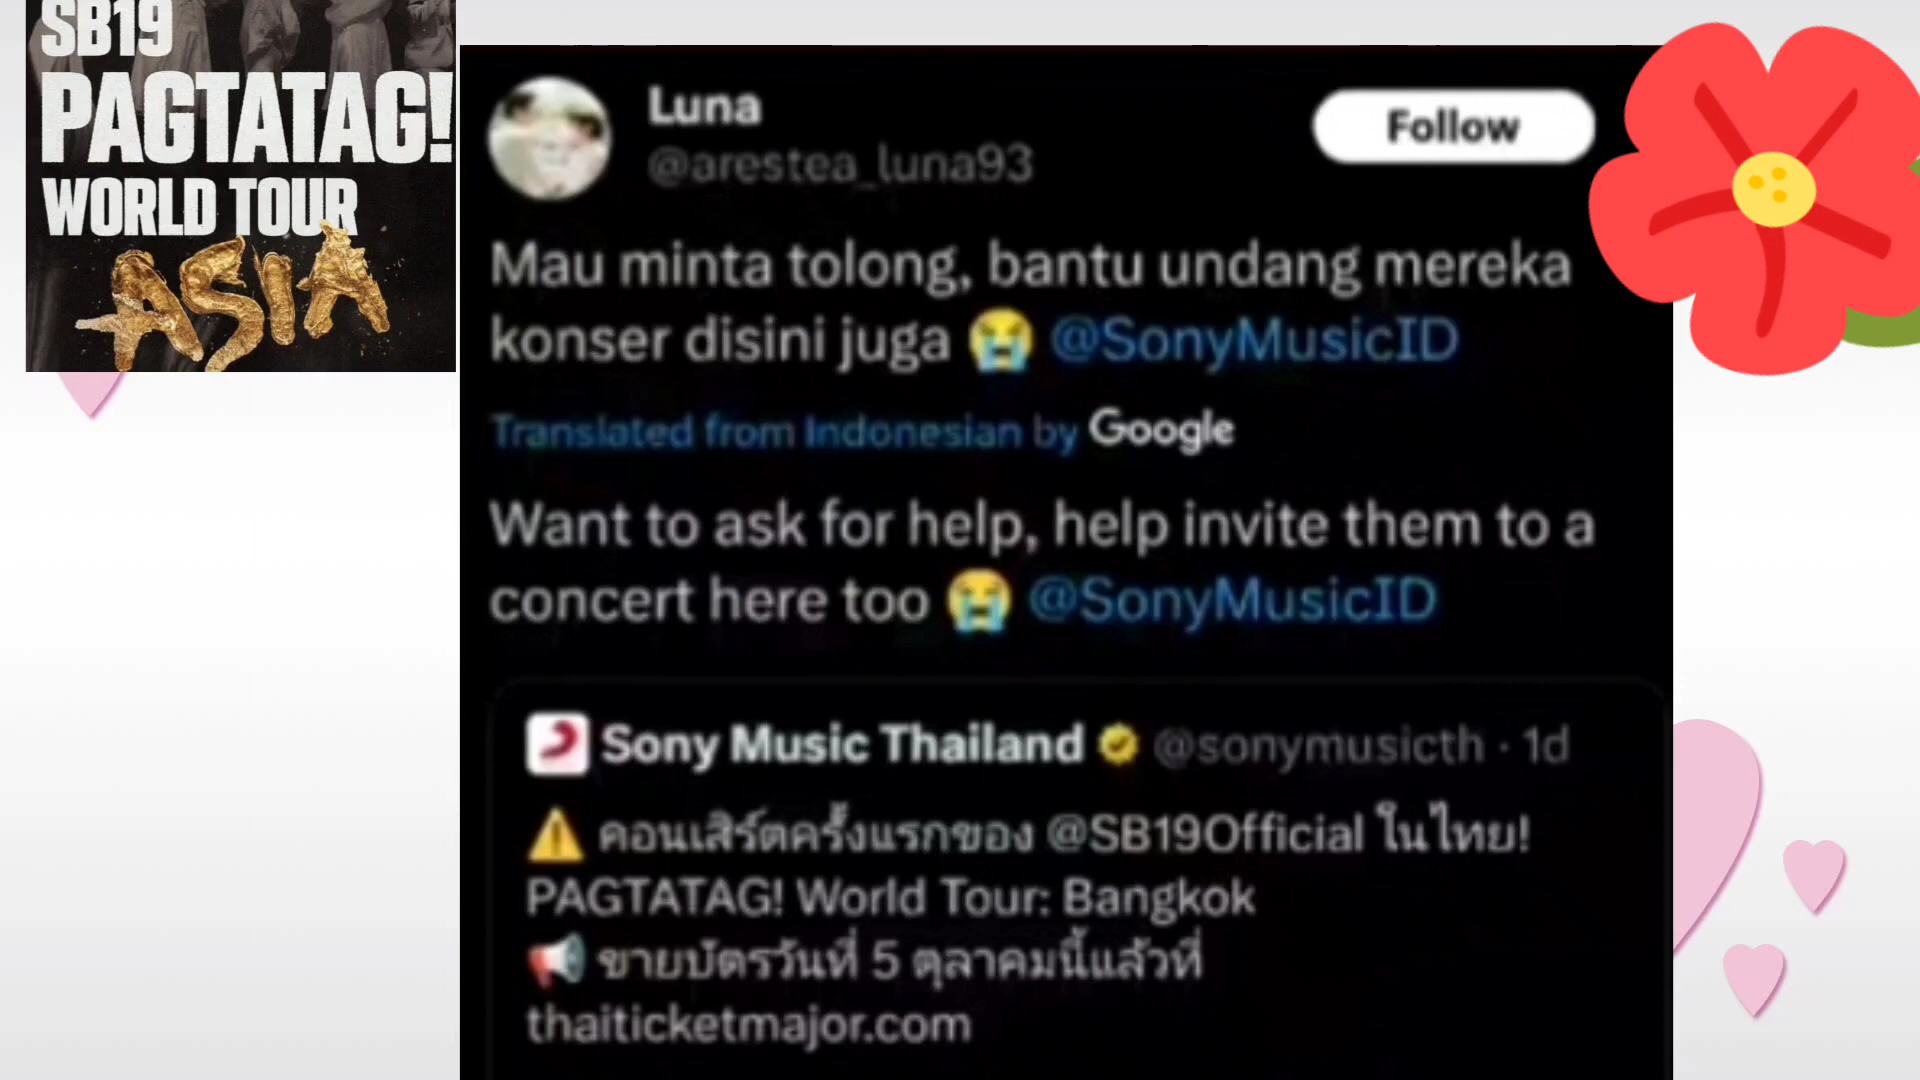 SB19
PAGTATAG!
WORLD TOUR
ASIA
Luna
@arestea_luna93
Follow
Mau minta tolong, bantu undang mereka
konser disini juga 😭 @SonyMusicID
Translated from Indonesian by Google
Want to ask for help, help invite them to a
concert here too 😭 @SonyMusicID
Sony Music Thailand @sonymusicth · 1d
⚠️ คอนเสิร์ตครั้งแรกของ @SB19Official ในไทย!
PAGTATAG! World Tour: Bangkok
📢 ขายบัตรวันที่ 5 ตุลาคมนี้แล้วที่
thaiticketmajor.com